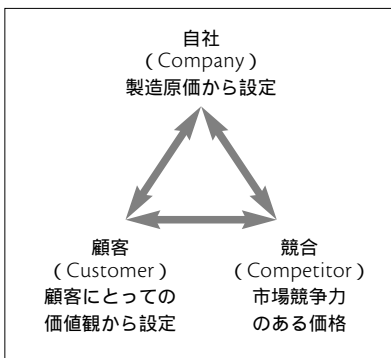 自社
（Company）
製造原価から設定
顧客
（Customer）
顧客にとっての
価値観から設定
競合
（Competitor）
市場競争力
のある価格